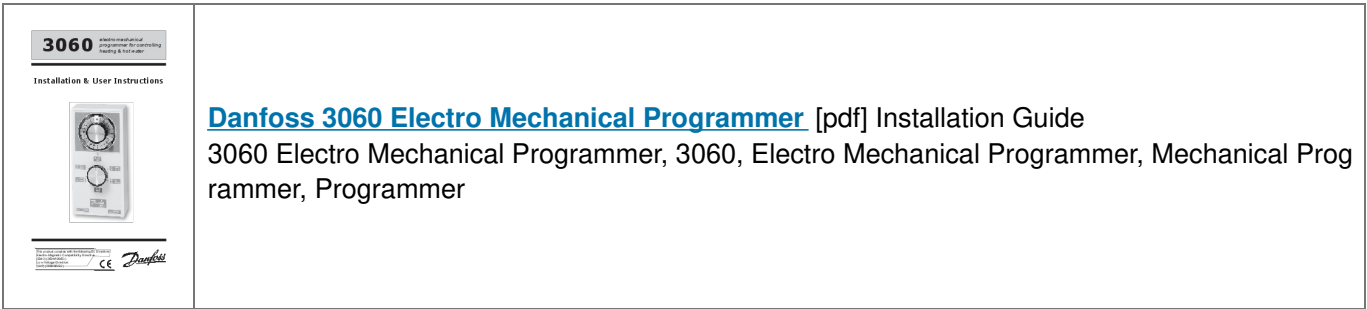 3060
electro-mechanical
programmer for controlling
heating & hot water
Installation & User Instructions
Danfoss
Danfoss 3060 Electro Mechanical Programmer [pdf] Installation Guide
3060 Electro Mechanical Programmer, 3060, Electro Mechanical Programmer, Mechanical Prog
rammer, Programmer